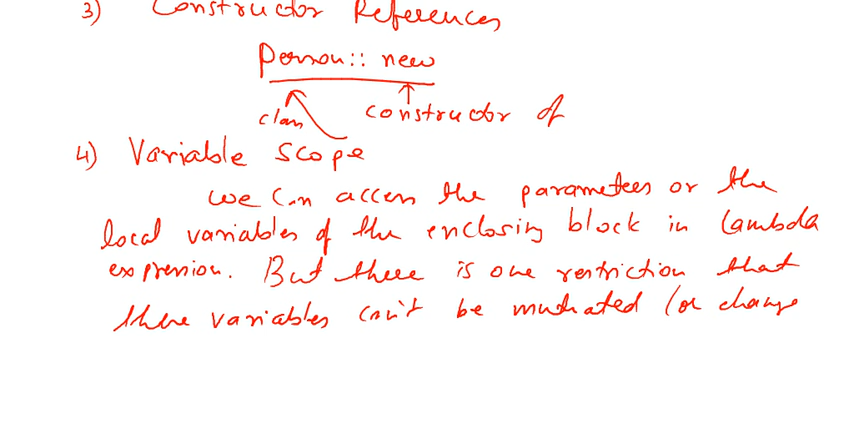 3) Constructor References
Person:: new
class constructor of
4) Variable scope
we can access the parameters or the
local variables of the enclosing block in lambda
expression. But there is one restriction that
these variables can't be mutated (or change